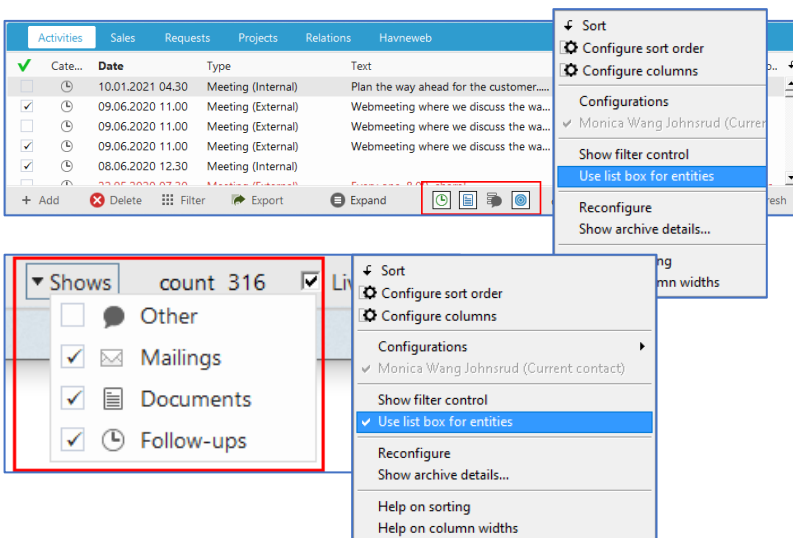 Activities Sales Requests Projects Relations Havneweb
Cate... Date Type Text
10.01.2021 04.30 Meeting (Internal) Plan the way ahead for the customer.....
09.06.2020 11.00 Meeting (External) Webmeeting where we discuss the wa...
09.06.2020 11.00 Meeting (External) Webmeeting where we discuss the wa...
09.06.2020 11.00 Meeting (External) Webmeeting where we discuss the wa...
08.06.2020 12.30 Meeting (Internal)
+ Add Delete Filter Export Expand
Sort
Configure sort order
Configure columns
Configurations
Monica Wang Johnsrud (Curren
Show filter control
Use list box for entities
Reconfigure
Show archive details...
ng
mn widths
Shows count 316
Other
Mailings
Documents
Follow-ups
Sort
Configure sort order
Configure columns
Configurations
Monica Wang Johnsrud (Current contact)
Show filter control
Use list box for entities
Reconfigure
Show archive details...
Help on sorting
Help on column widths